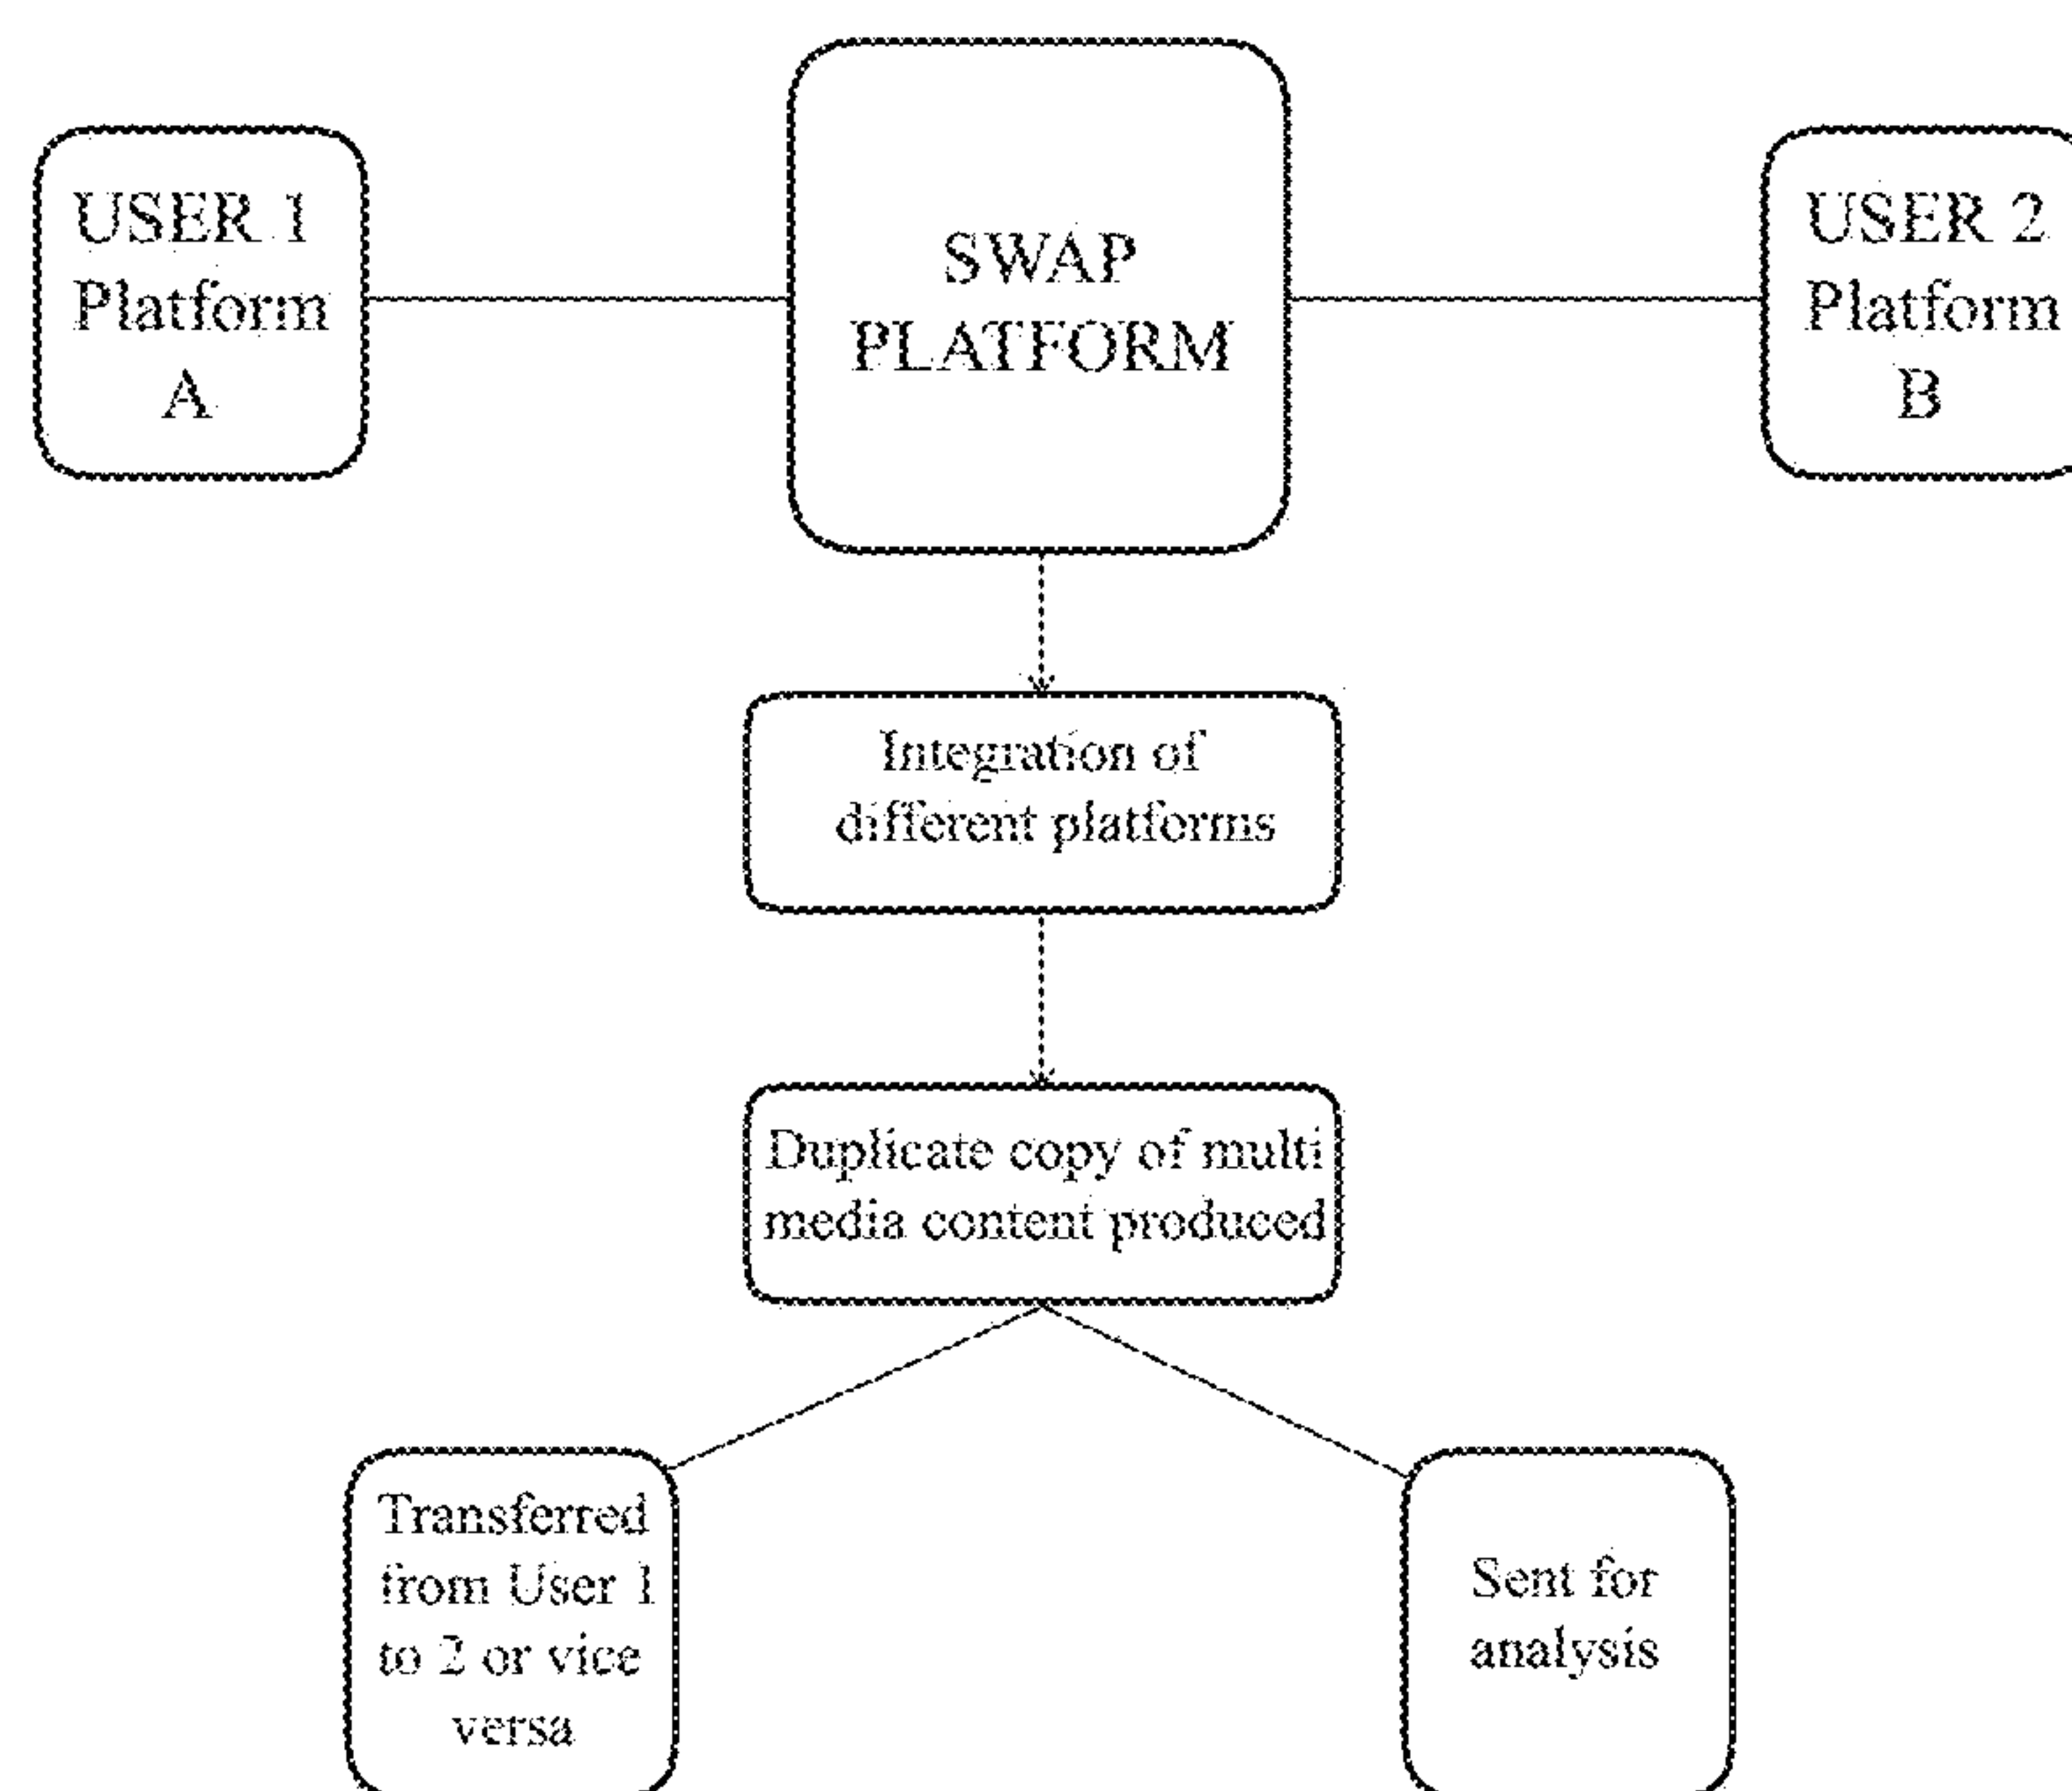 USER 1
Platform
A
SWAP
PLATFORM
USER 2
Platform
B
Integration of
different platforms
Duplicate copy of multi
media content produced
Transferred
from User 1
to 2 or vice
versa
Sent for
analysis